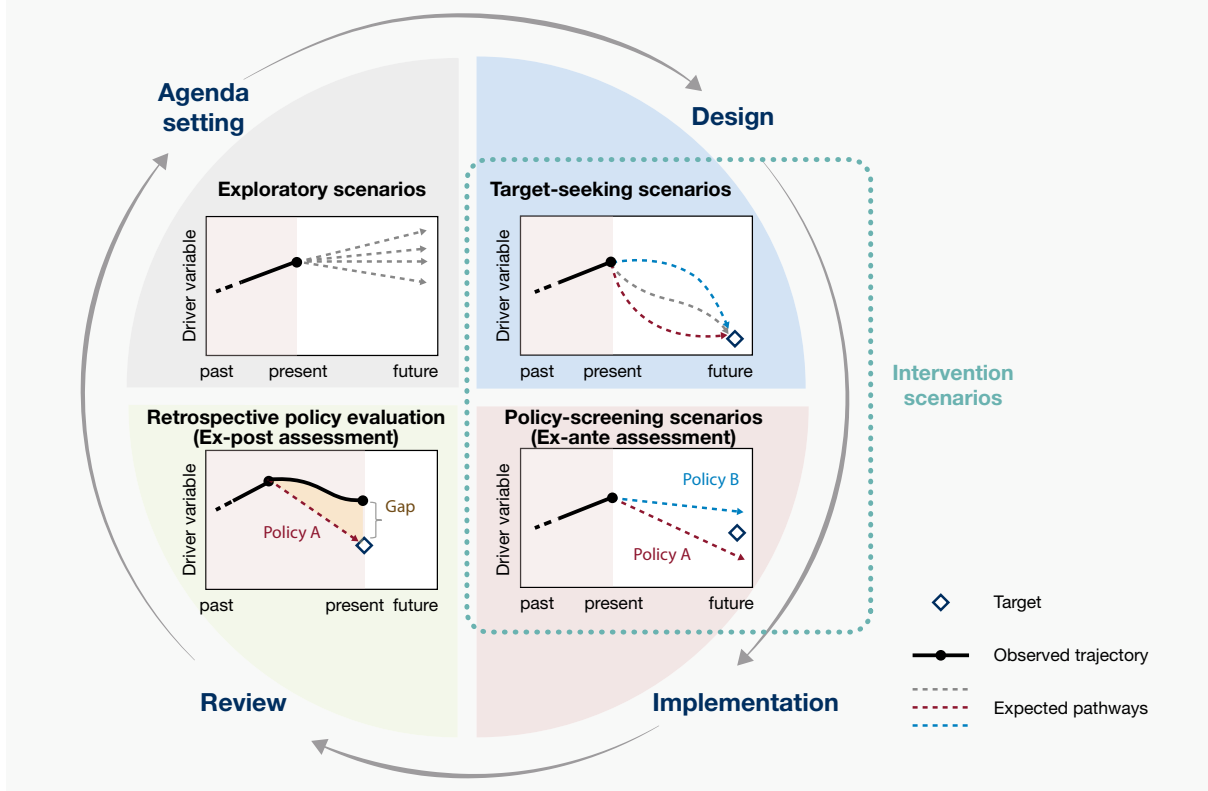 Agenda
setting
Design
Exploratory scenarios
Driver variable
past present future
Target-seeking scenarios
Driver variable
past present future
Intervention
scenarios
Retrospective policy evaluation
(Ex-post assessment)
Driver variable
Policy A
Gap
past present future
Policy-screening scenarios
(Ex-ante assessment)
Driver variable
Policy B
Policy A
past present future
Review
Implementation
Target
Observed trajectory
Expected pathways